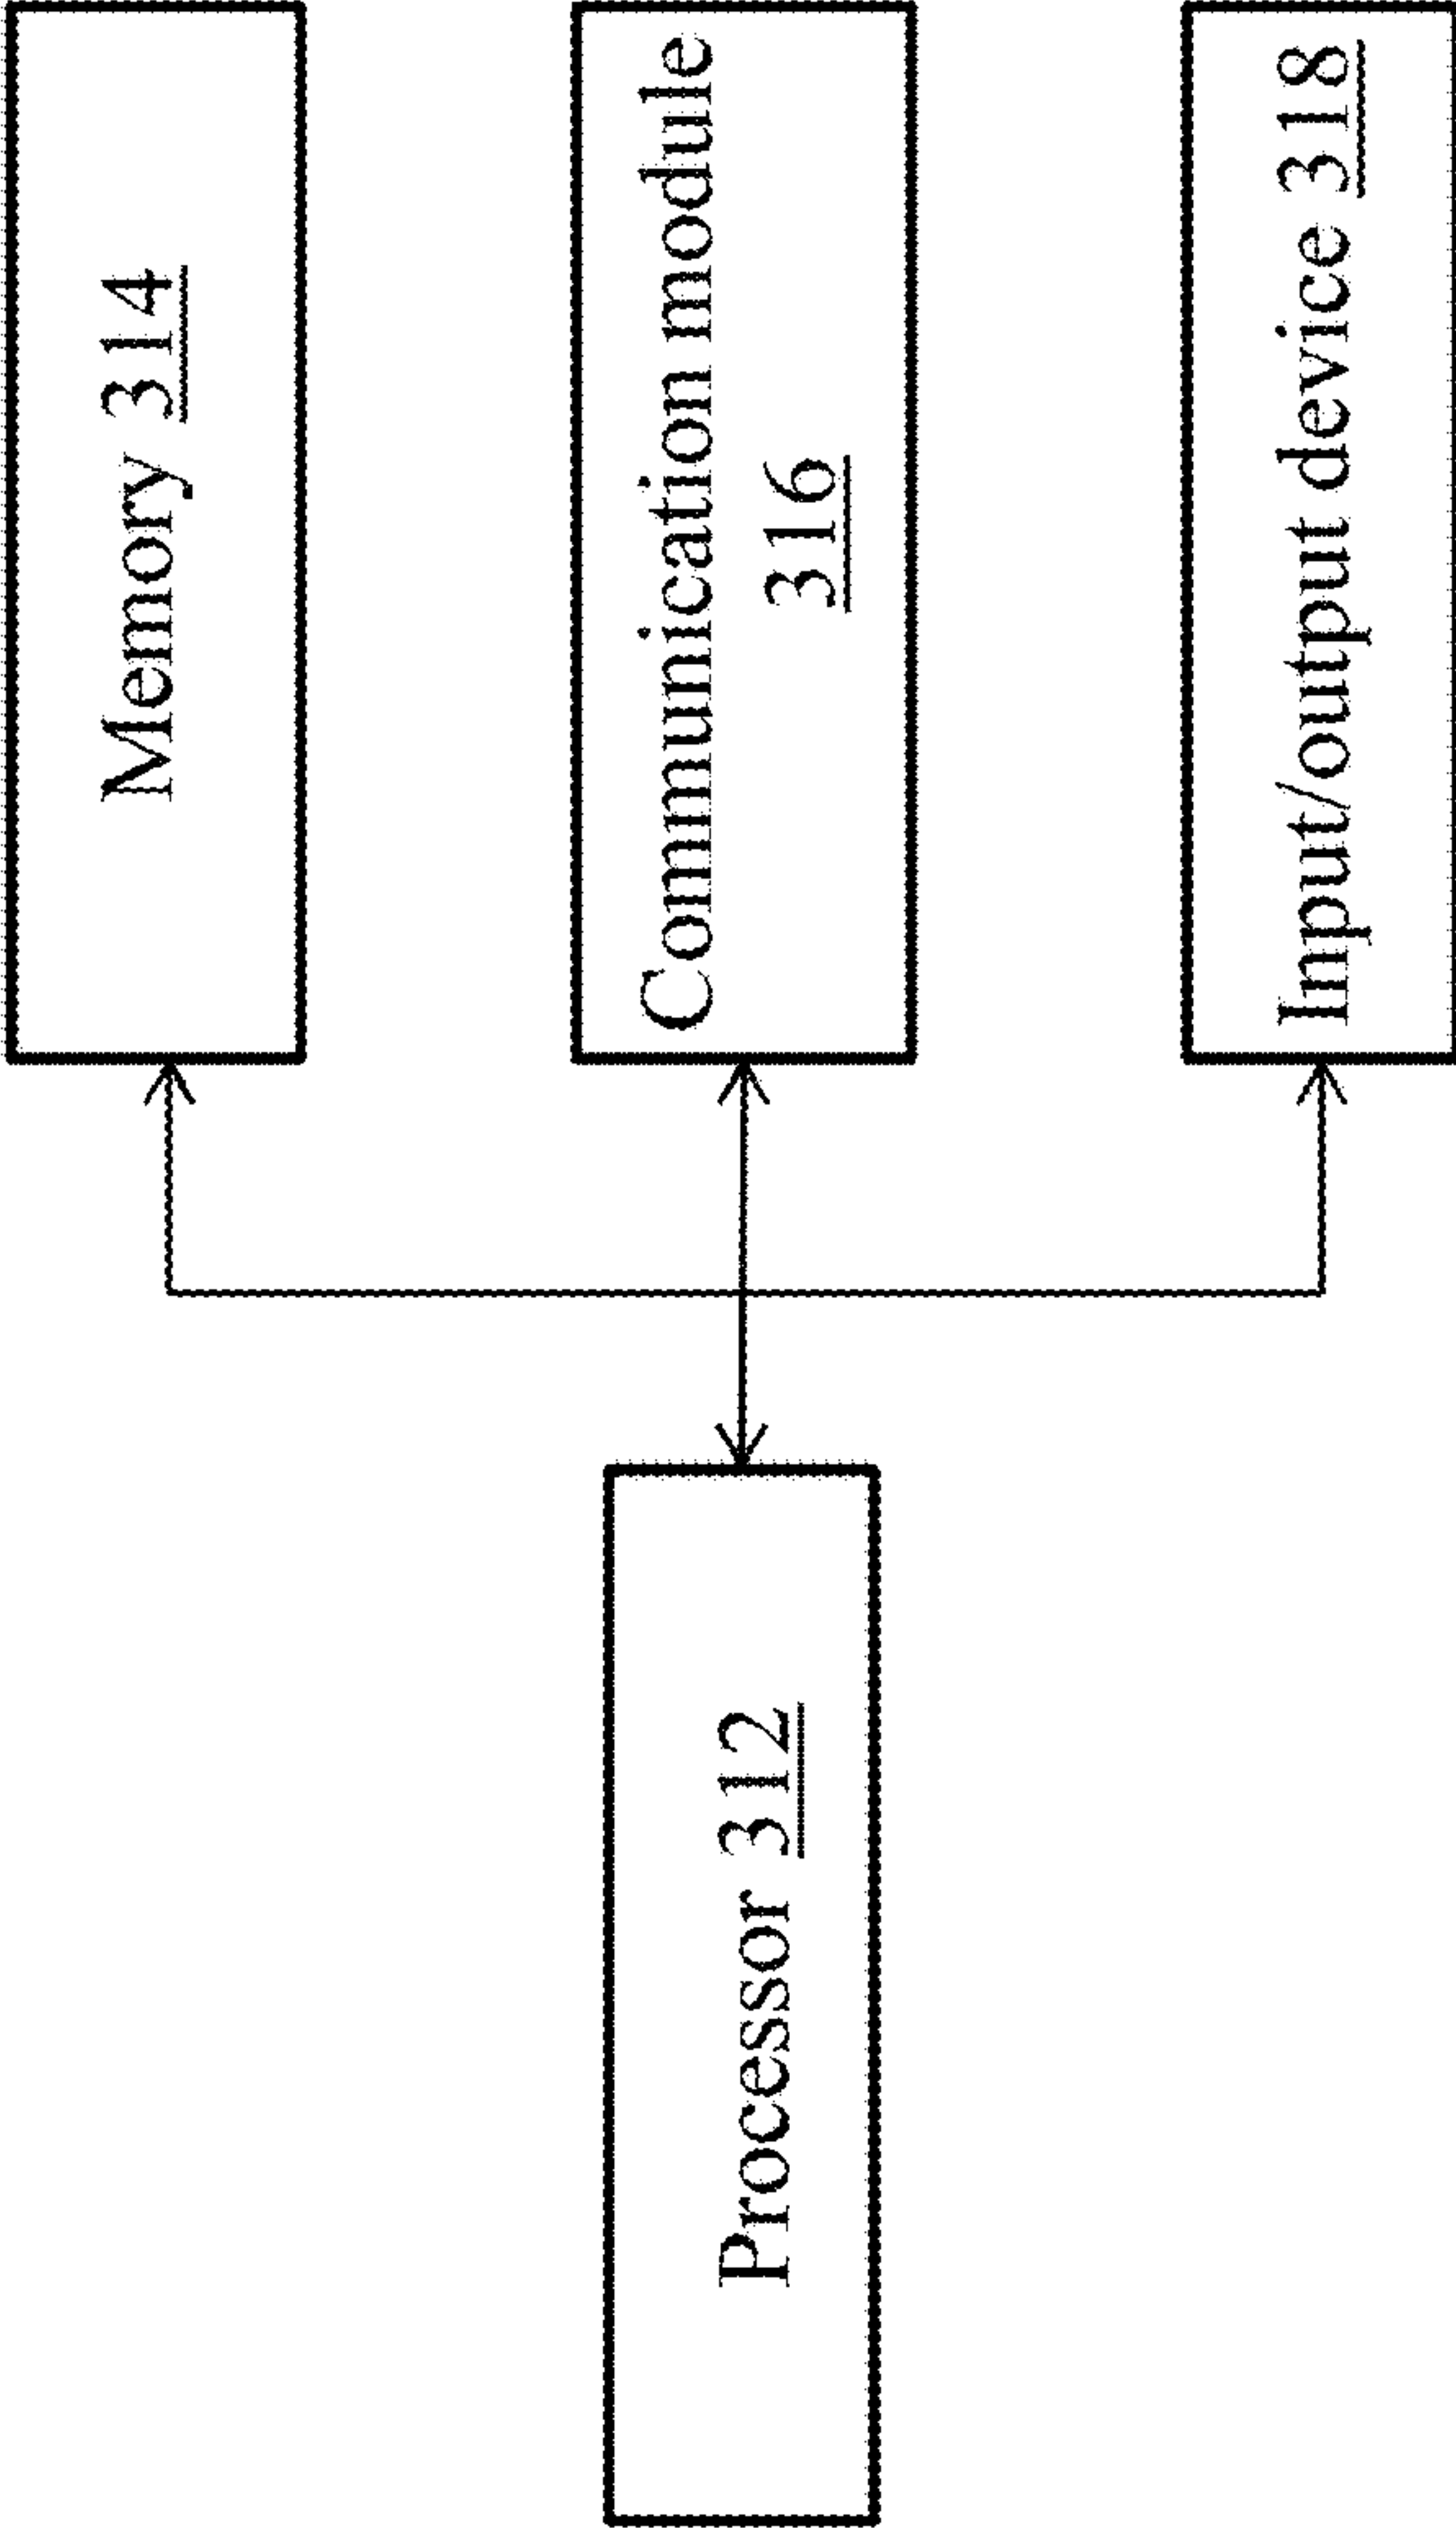 Memory 314
Communication module
316
Input/output device 318
Processor 312